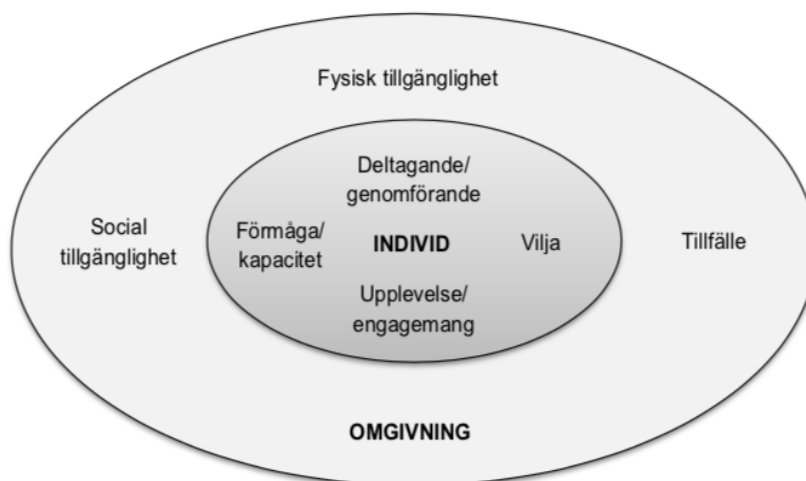 Fysisk tillgänglighet
Deltagande/
genomförande
Social
tillgänglighet
Förmåga/
kapacitet
INDIVID
Vilja
Tillfälle
Upplevelse/
engagemang
OMGIVNING